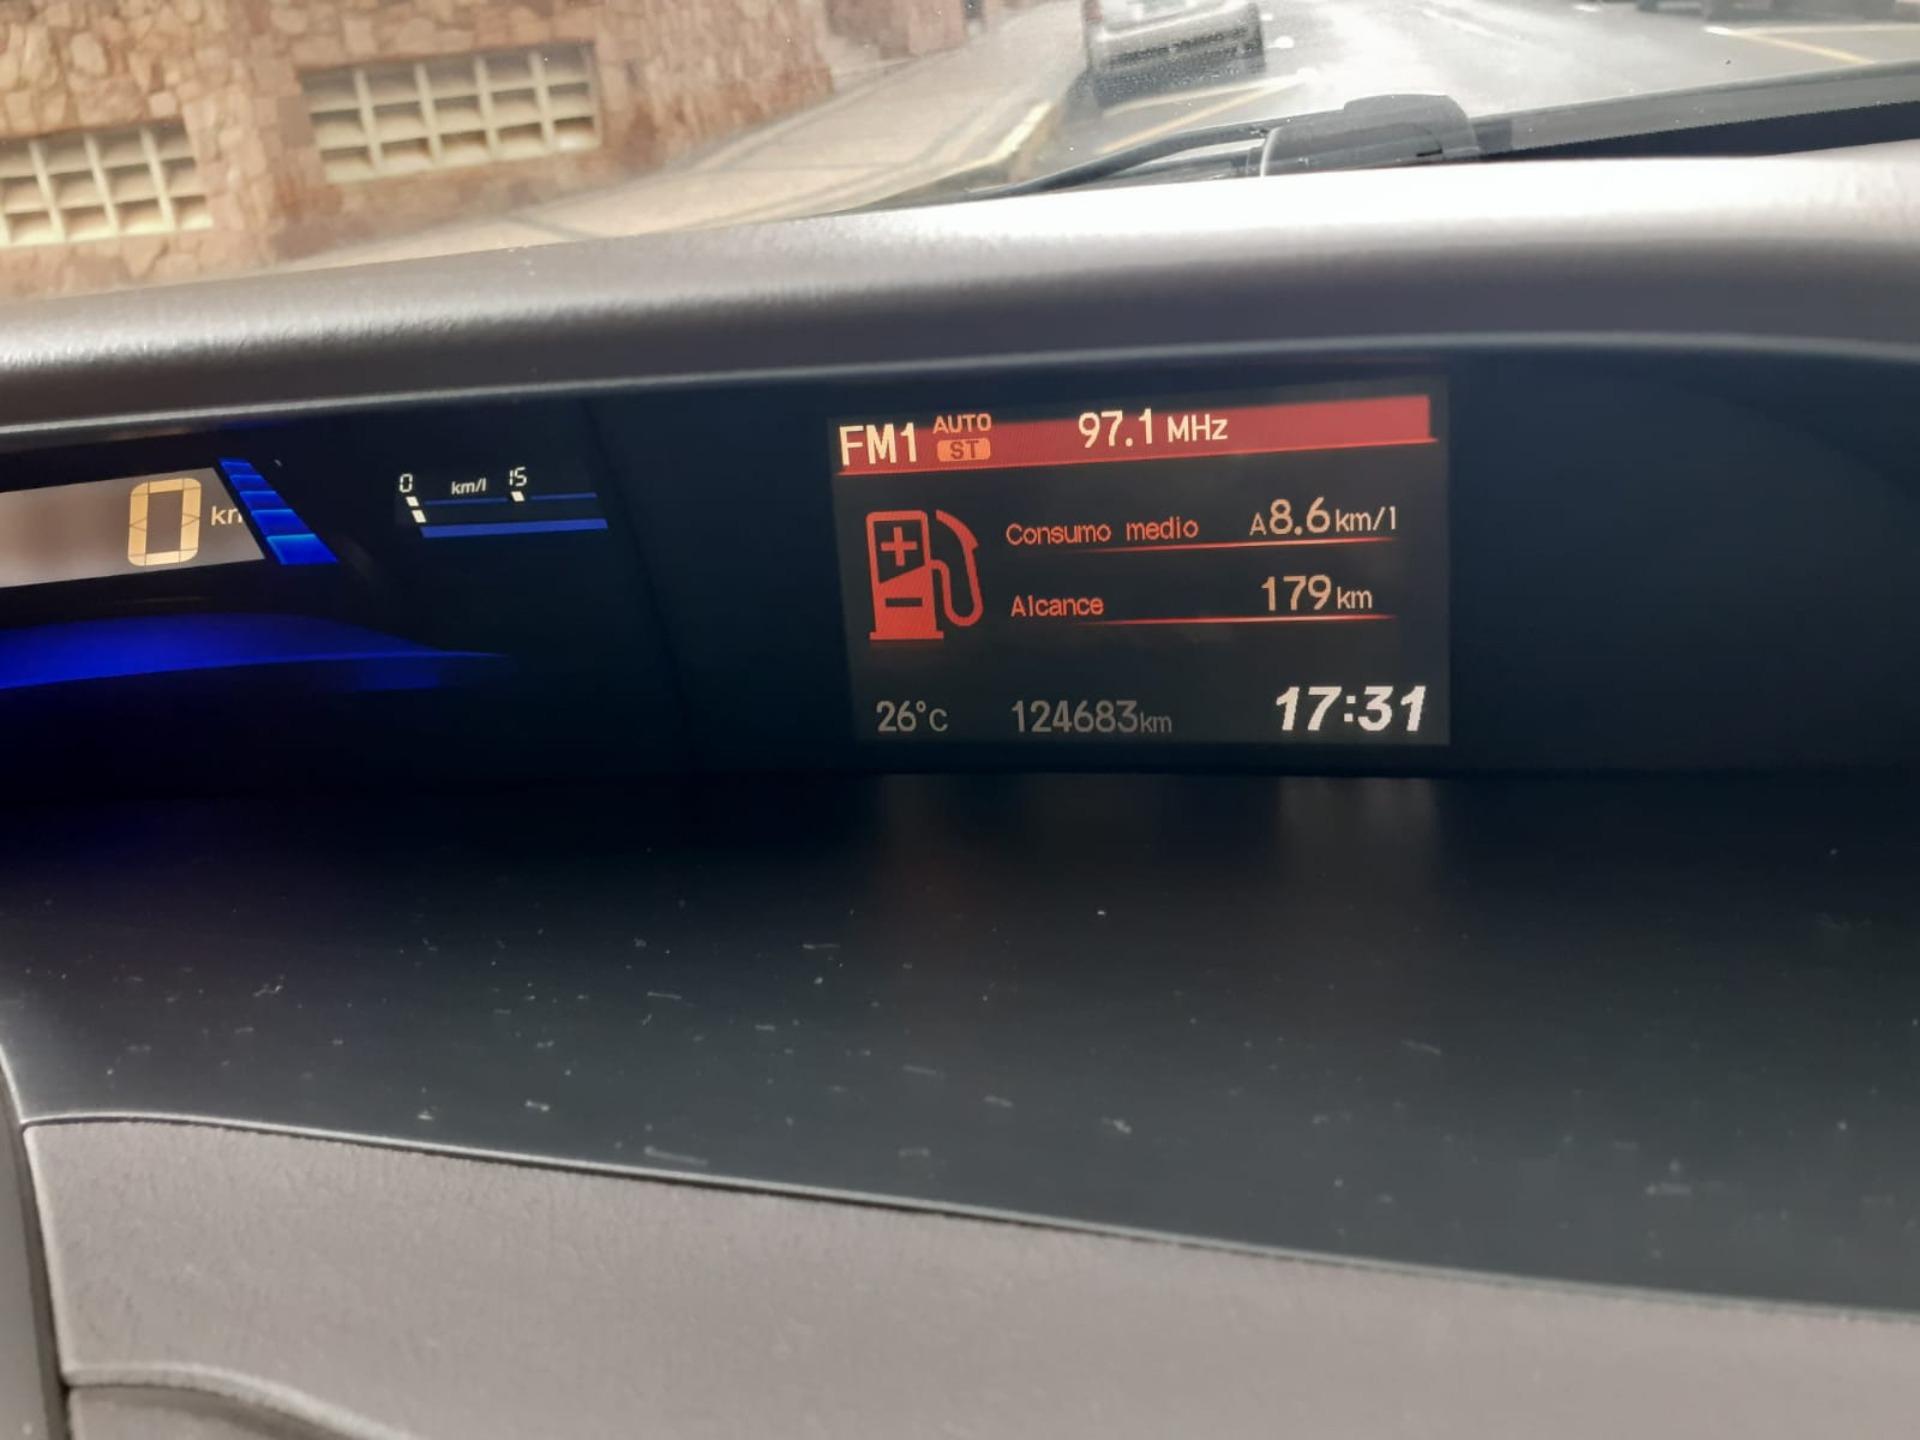 FM1 AUTO ST 97.1 MHz
0 km
0 km/l 15
Consumo medio A8.6km/l
Alcance 179km
26°C 124683km 17:31